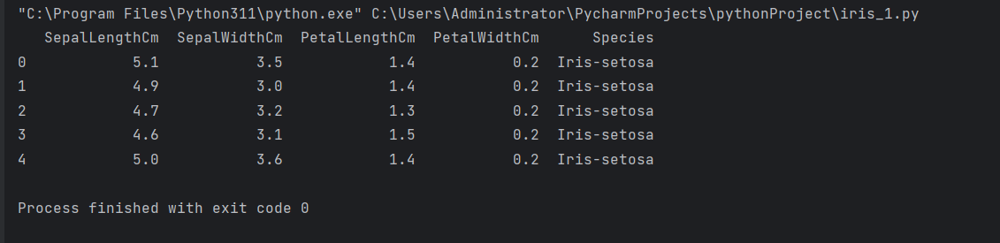 "C:\Program Files\Python311\python.exe" C:\Users\Administrator\PycharmProjects\pythonProject\iris_1.py
   SepalLengthCm  SepalWidthCm  PetalLengthCm  PetalWidthCm      Species
0            5.1           3.5            1.4           0.2  Iris-setosa
1            4.9           3.0            1.4           0.2  Iris-setosa
2            4.7           3.2            1.3           0.2  Iris-setosa
3            4.6           3.1            1.5           0.2  Iris-setosa
4            5.0           3.6            1.4           0.2  Iris-setosa
Process finished with exit code 0